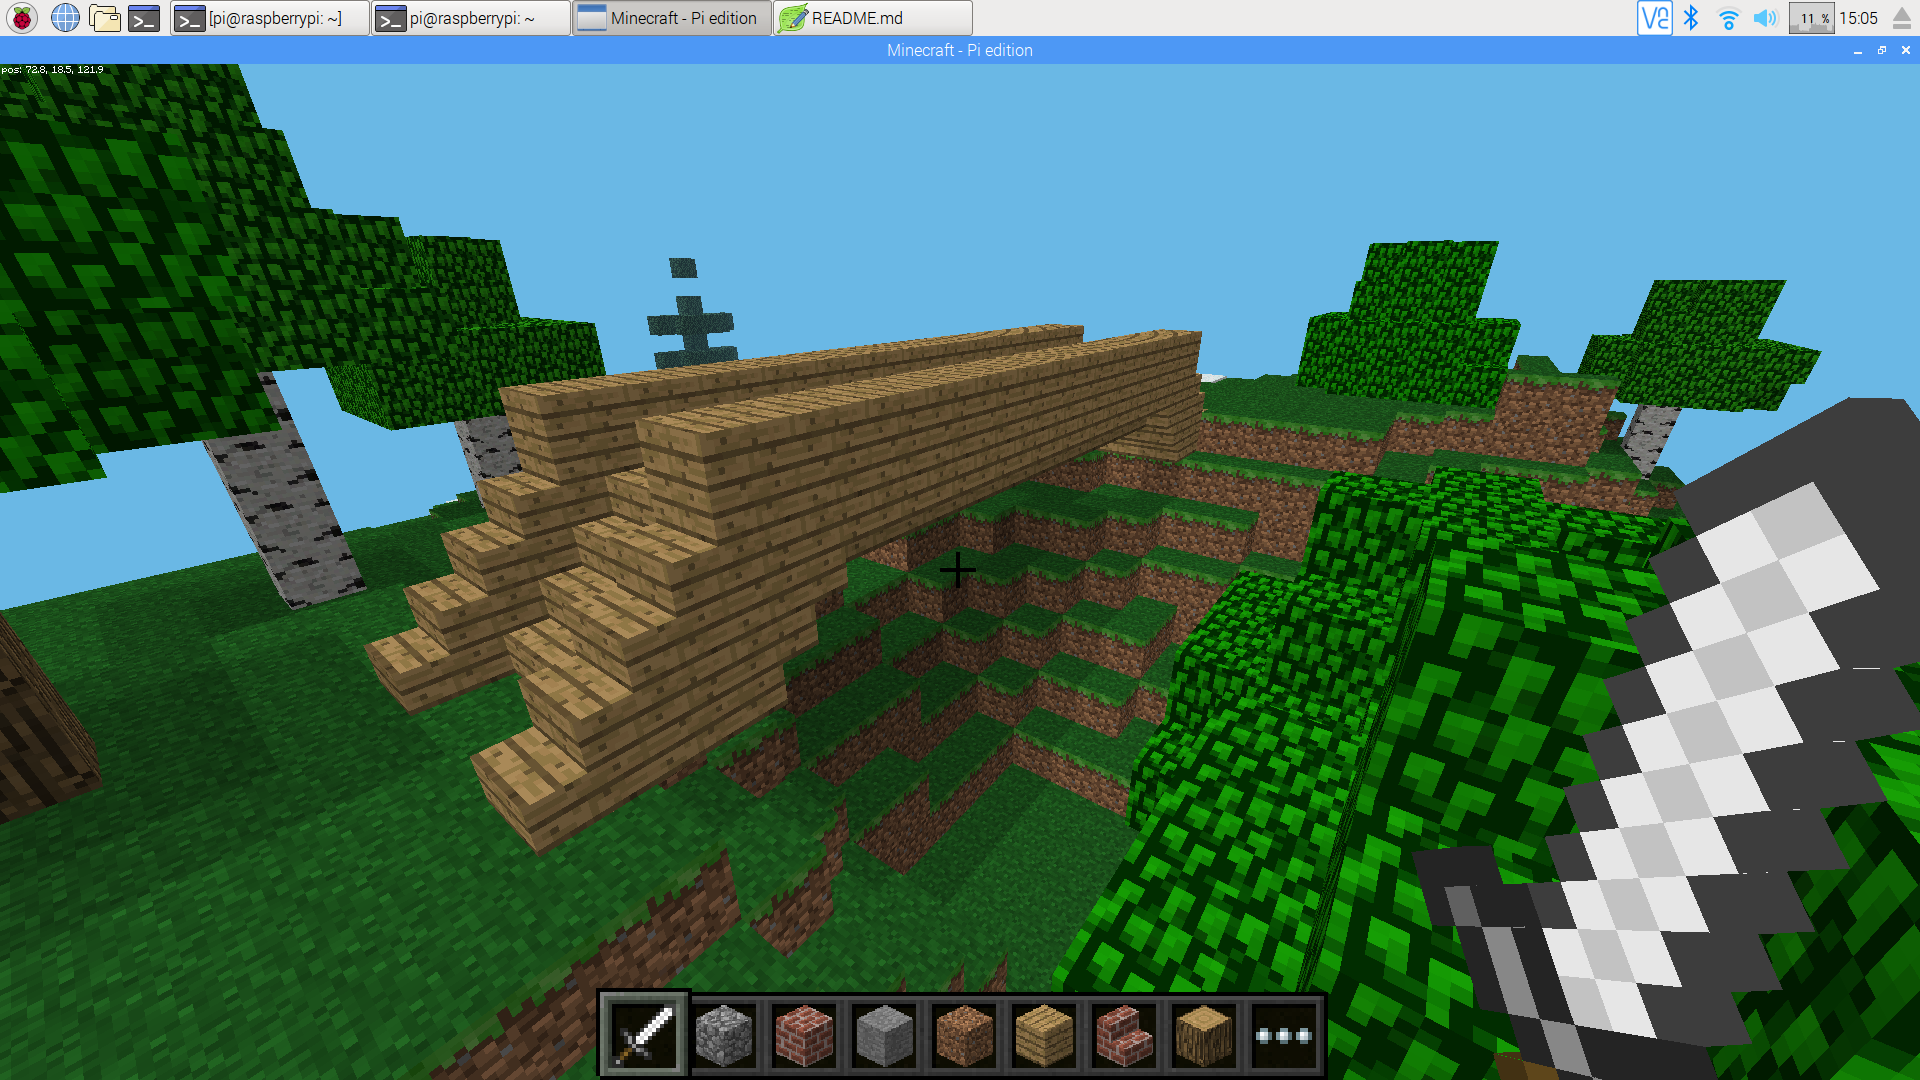 [pi@raspberrypi: ~]
pi@raspberrypi: ~
Minecraft - Pi edition
README.md
11 %
15:05
Minecraft - Pi edition
pos: 72.8, 18.5, 121.9